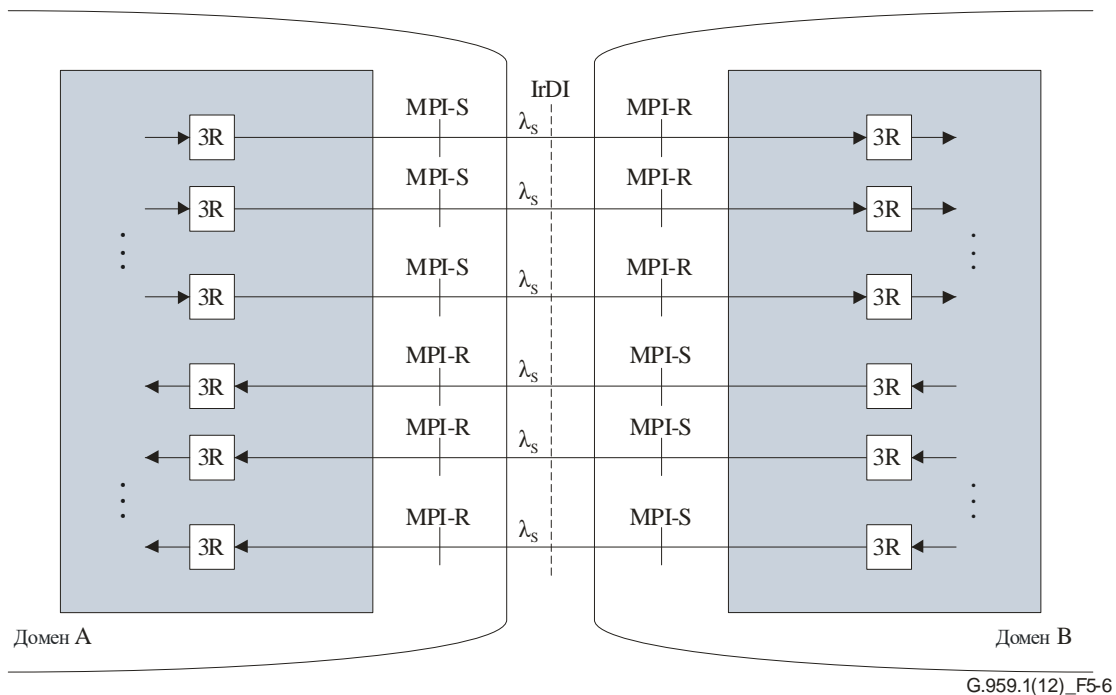 IrDI
MPI-S λS MPI-R
3R 3R
MPI-S λS MPI-R
3R 3R
MPI-S λS MPI-R
3R 3R
MPI-R λS MPI-S
3R 3R
MPI-R λS MPI-S
3R 3R
MPI-R λS MPI-S
3R 3R
Домен A Домен B
G.959.1(12)_F5-6